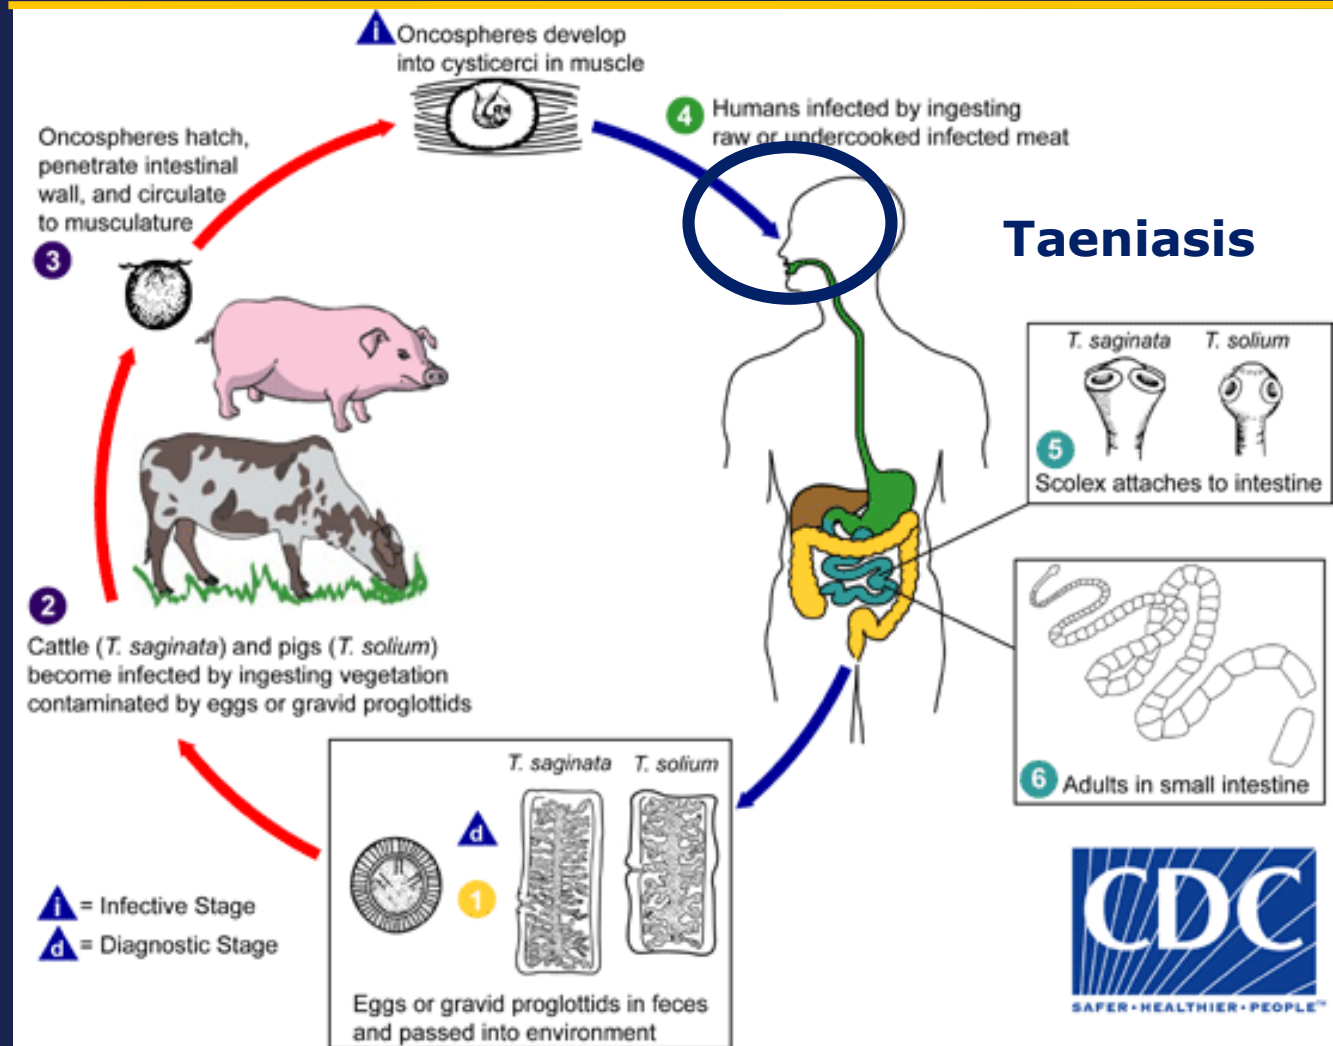 i
Oncospheres develop
into cysticerci in muscle
4
Humans infected by ingesting
raw or undercooked infected meat
Oncospheres hatch,
penetrate intestinal
wall, and circulate
to musculature
3
Taeniasis
T. saginata T. solium
5
Scolex attaches to intestine
2
Cattle (T. saginata) and pigs (T. solium)
become infected by ingesting vegetation
contaminated by eggs or gravid proglottids
6 Adults in small intestine
T. saginata T. solium
d
1
Eggs or gravid proglottids in feces
and passed into environment
i = Infective Stage
d = Diagnostic Stage
CDC
SAFER•HEALTHIER•PEOPLE™